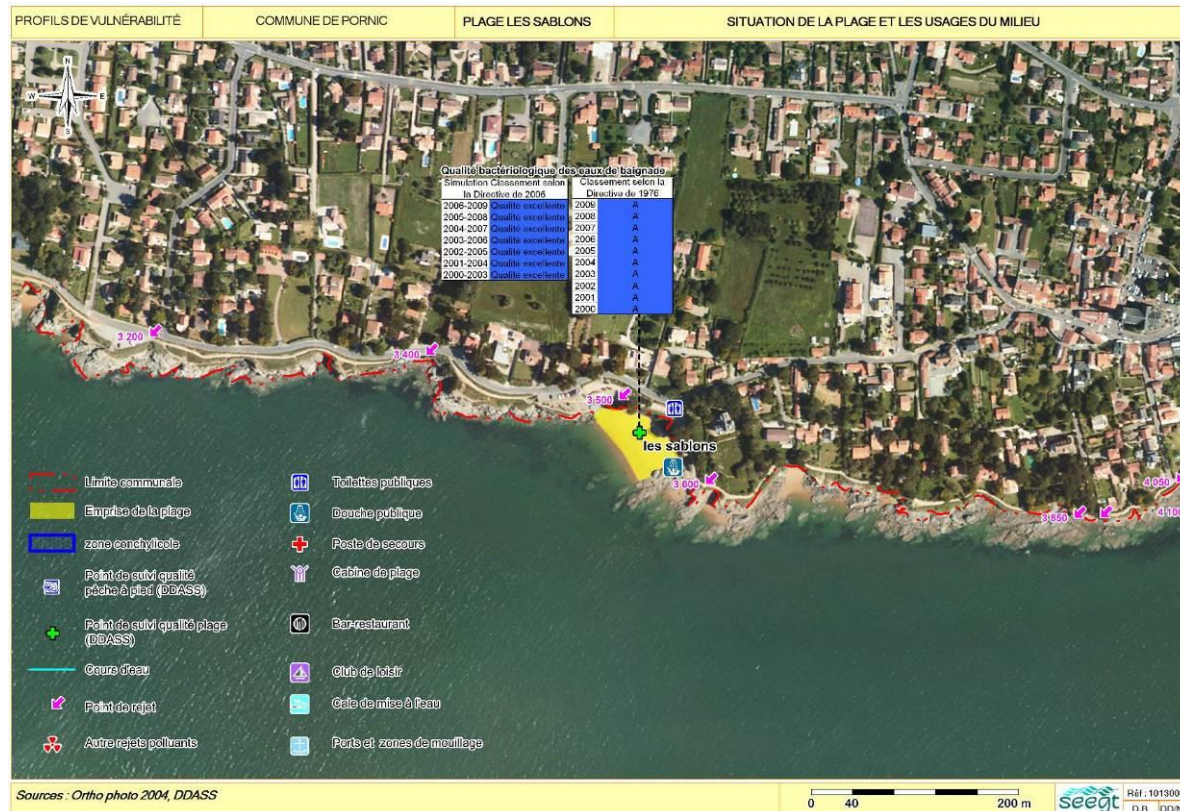 PROFILS DE VULNÉRABILITÉ
COMMUNE DE PORNIC
PLAGE LES SABLONS
SITUATION DE LA PLAGE ET LES USAGES DU MILIEU
N
W E
S
Qualité bactériologique des eaux de baignade
Simulation Classement selon
la Directive de 2006
2006-2009 Qualité excellente
2005-2008 Qualité excellente
2004-2007 Qualité excellente
2003-2006 Qualité excellente
2002-2005 Qualité excellente
2001-2004 Qualité excellente
2000-2003 Qualité excellente
Classement selon la
Directive de 1976
2009 A
2008 A
2007 A
2006 A
2005 A
2004 A
2003 A
2002 A
2001 A
2000 A
3 200
3 400
3 500
les sablons
3 600
3 850
4 050
4 100
Limite communale
Emprise de la plage
zone conchylicole
Point de suivi qualité
pêche à pied (DDASS)
Point de suivi qualité plage
(DDASS)
Cours d'eau
Point de rejet
Autre rejets polluants
Toilettes publiques
Douche publique
Poste de secours
Cabine de plage
Bar-restaurant
Club de loisir
Cale de mise à l'eau
Ports et zones de mouillage
Sources : Ortho photo 2004, DDASS
0 40 200 m
seegt
Réf : 101309
D.B.